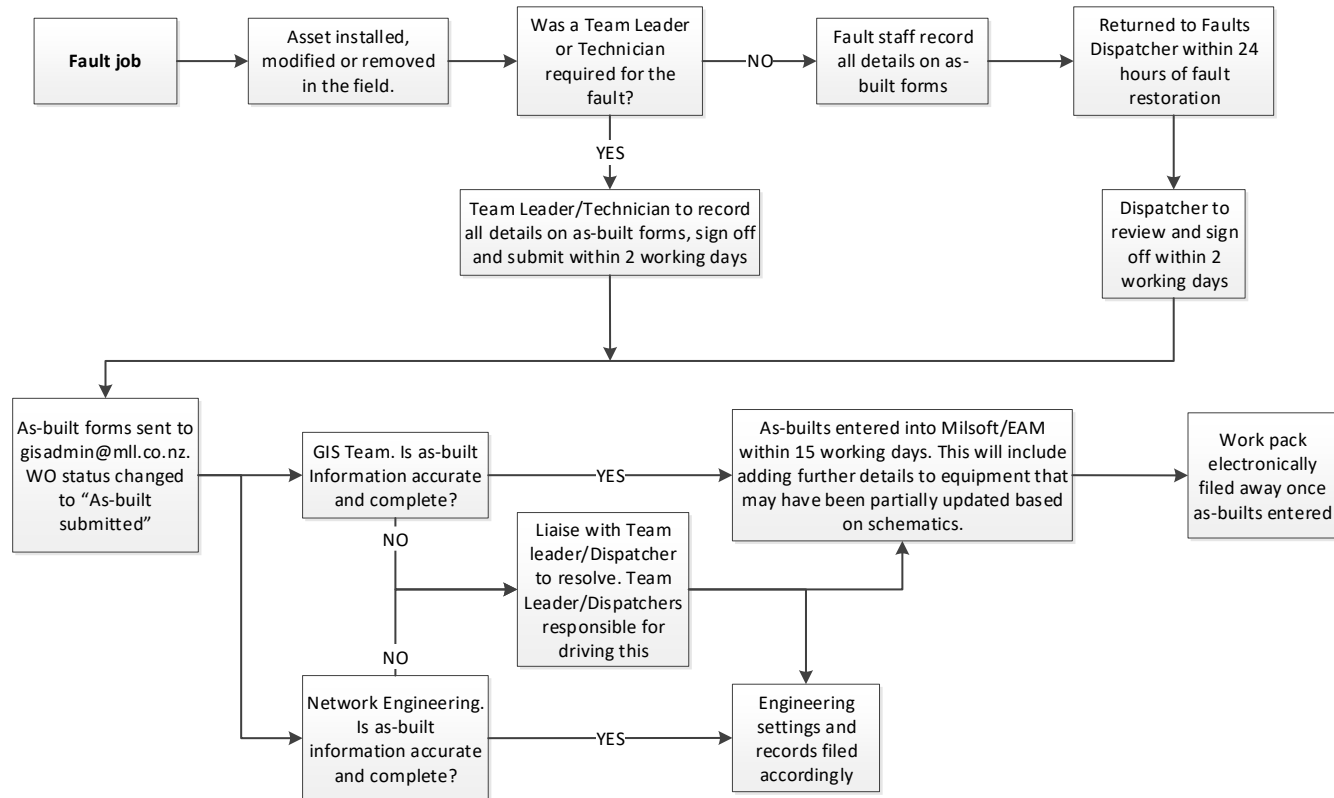 Fault job
Asset installed,
modified or removed
in the field.
Was a Team Leader
or Technician
required for the
fault?
NO
Fault staff record
all details on as-
built forms
Returned to Faults
Dispatcher within 24
hours of fault
restoration
YES
Team Leader/Technician to record
all details on as-built forms, sign off
and submit within 2 working days
Dispatcher to
review and sign
off within 2
working days
As-built forms sent to
gisadmin@mll.co.nz.
WO status changed
to “As-built
submitted”
GIS Team. Is as-built
Information accurate
and complete?
YES
As-builts entered into Milsoft/EAM
within 15 working days. This will include
adding further details to equipment that
may have been partially updated based
on schematics.
Work pack
electronically
filed away once
as-builts entered
NO
Liaise with Team
leader/Dispatcher
to resolve. Team
Leader/Dispatchers
responsible for
driving this
NO
Network Engineering.
Is as-built
information accurate
and complete?
YES
Engineering
settings and
records filed
accordingly